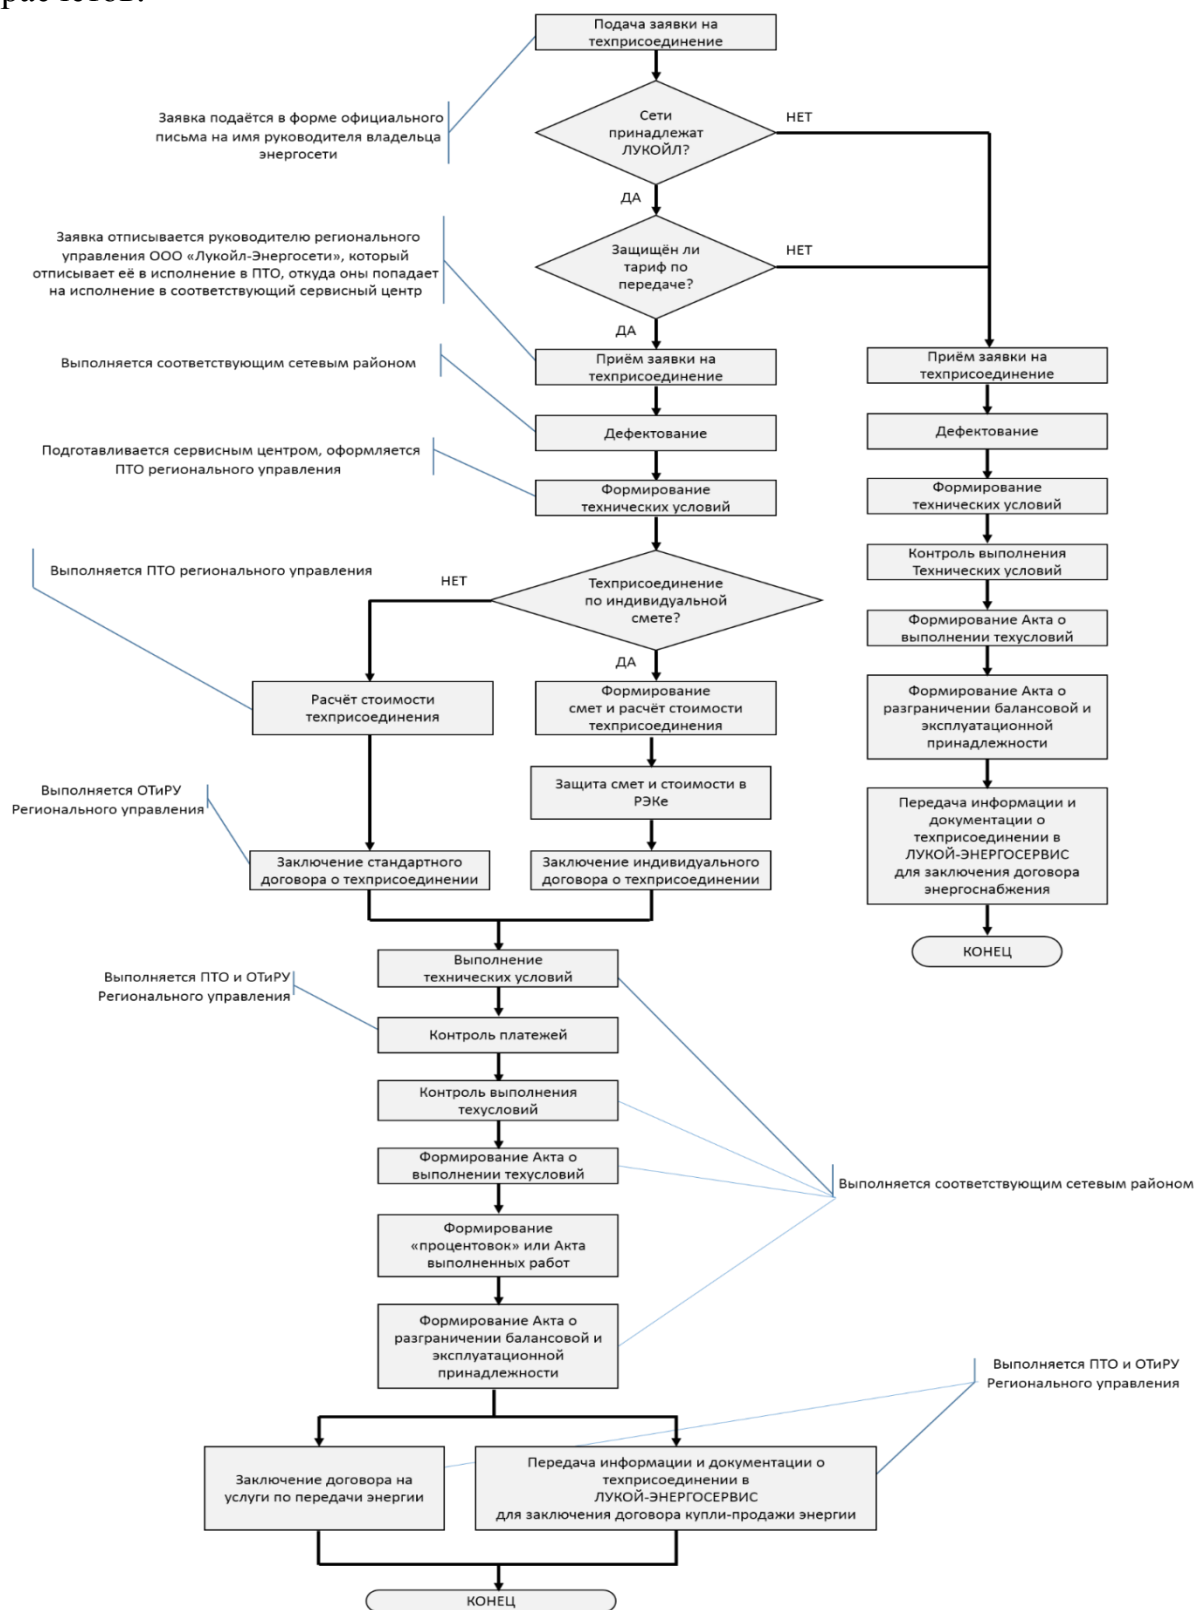 расчетов.
Подача заявки на
техприсоединение
Заявка подаётся в форме официального
письма на имя руководителя владельца
энергосети
Сети
принадлежат
ЛУКОЙЛ?
НЕТ
ДА
Заявка отписывается руководителю регионального
управления ООО «Лукойл-Энергосети», который
отписывает её в исполнение в ПТО, откуда оны попадает
на исполнение в соответствующий сервисный центр
Защищён ли
тариф по
передаче?
НЕТ
ДА
Выполняется соответствующим сетевым районом
Приём заявки на
техприсоединение
Приём заявки на
техприсоединение
Дефектование
Дефектование
Подготавливается сервисным центром, оформляется
ПТО регионального управления
Формирование
технических условий
Формирование
технических условий
Контроль выполнения
Технических условий
Выполняется ПТО регионального управления
НЕТ
Техприсоединение
по индивидуальной
смете?
ДА
Формирование Акта о
выполнении техусловий
Расчёт стоимости
техприсоединения
Формирование
смет и расчёт стоимости
техприсоединения
Формирование Акта о
разграничении балансовой и
эксплуатационной
принадлежности
Выполняется ОТиРУ
Регионального управления
Защита смет и стоимости в
РЭКе
Передача информации и
документации о
техприсоединении в
ЛУКОЙ-ЭНЕРГОСЕРВИС
для заключения договора
энергоснабжения
Заключение стандартного
договора о техприсоединении
Заключение индивидуального
договора о техприсоединении
КОНЕЦ
Выполнение
технических условий
Выполняется ПТО и ОТиРУ
Регионального управления
Контроль платежей
Контроль выполнения
техусловий
Формирование Акта о
выполнении техусловий
Выполняется соответствующим сетевым районом
Формирование
«процентовок» или Акта
выполненных работ
Формирование Акта о
разграничении балансовой и
эксплуатационной
принадлежности
Выполняется ПТО и ОТиРУ
Регионального управления
Заключение договора на
услуги по передачи энергии
Передача информации и документации о
техприсоединении в
ЛУКОЙ-ЭНЕРГОСЕРВИС
для заключения договора купли-продажи энергии
КОНЕЦ